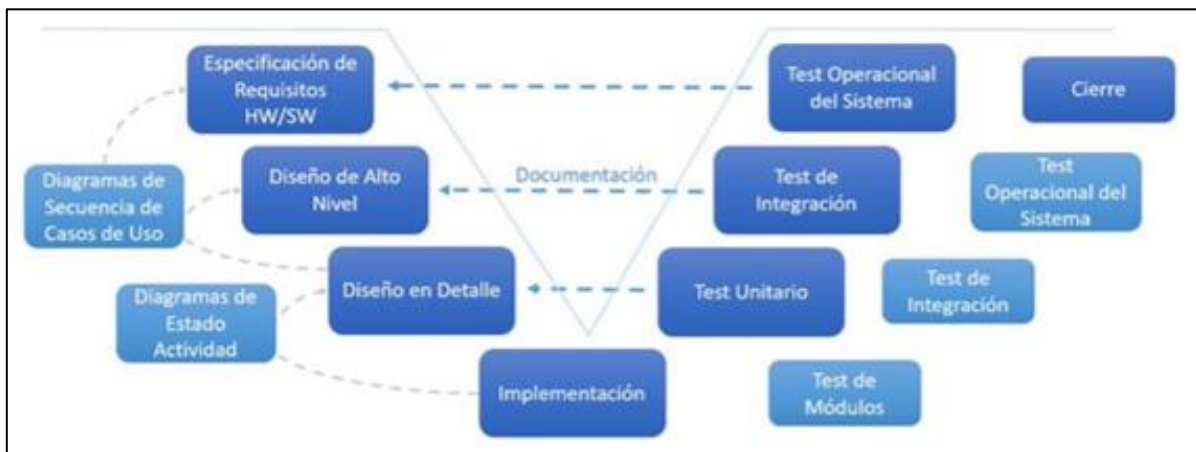 Especificación de
Requisitos
HW/SW
Test Operacional
del Sistema
Cierre
Diagramas de
Secuencia de
Casos de Uso
Diseño de Alto
Nivel
Documentación
Test de
Integración
Test
Operacional del
Sistema
Diagramas de
Estado
Actividad
Diseño en Detalle
Test Unitario
Test de
Integración
Implementación
Test de
Módulos